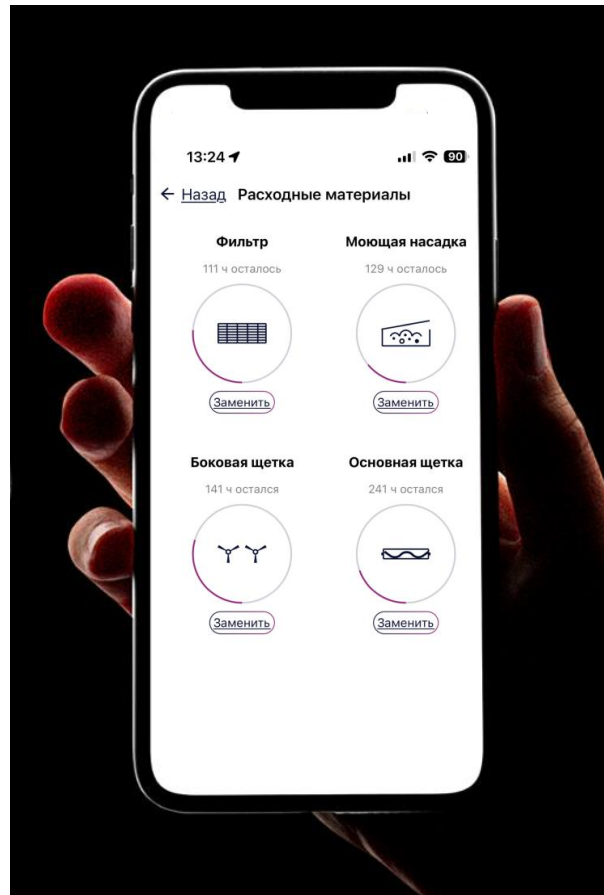 13:24
90
← Назад Расходные материалы
Фильтр
111 ч осталось
Заменить
Моющая насадка
129 ч осталось
Заменить
Боковая щетка
141 ч остался
Заменить
Основная щетка
241 ч остался
Заменить